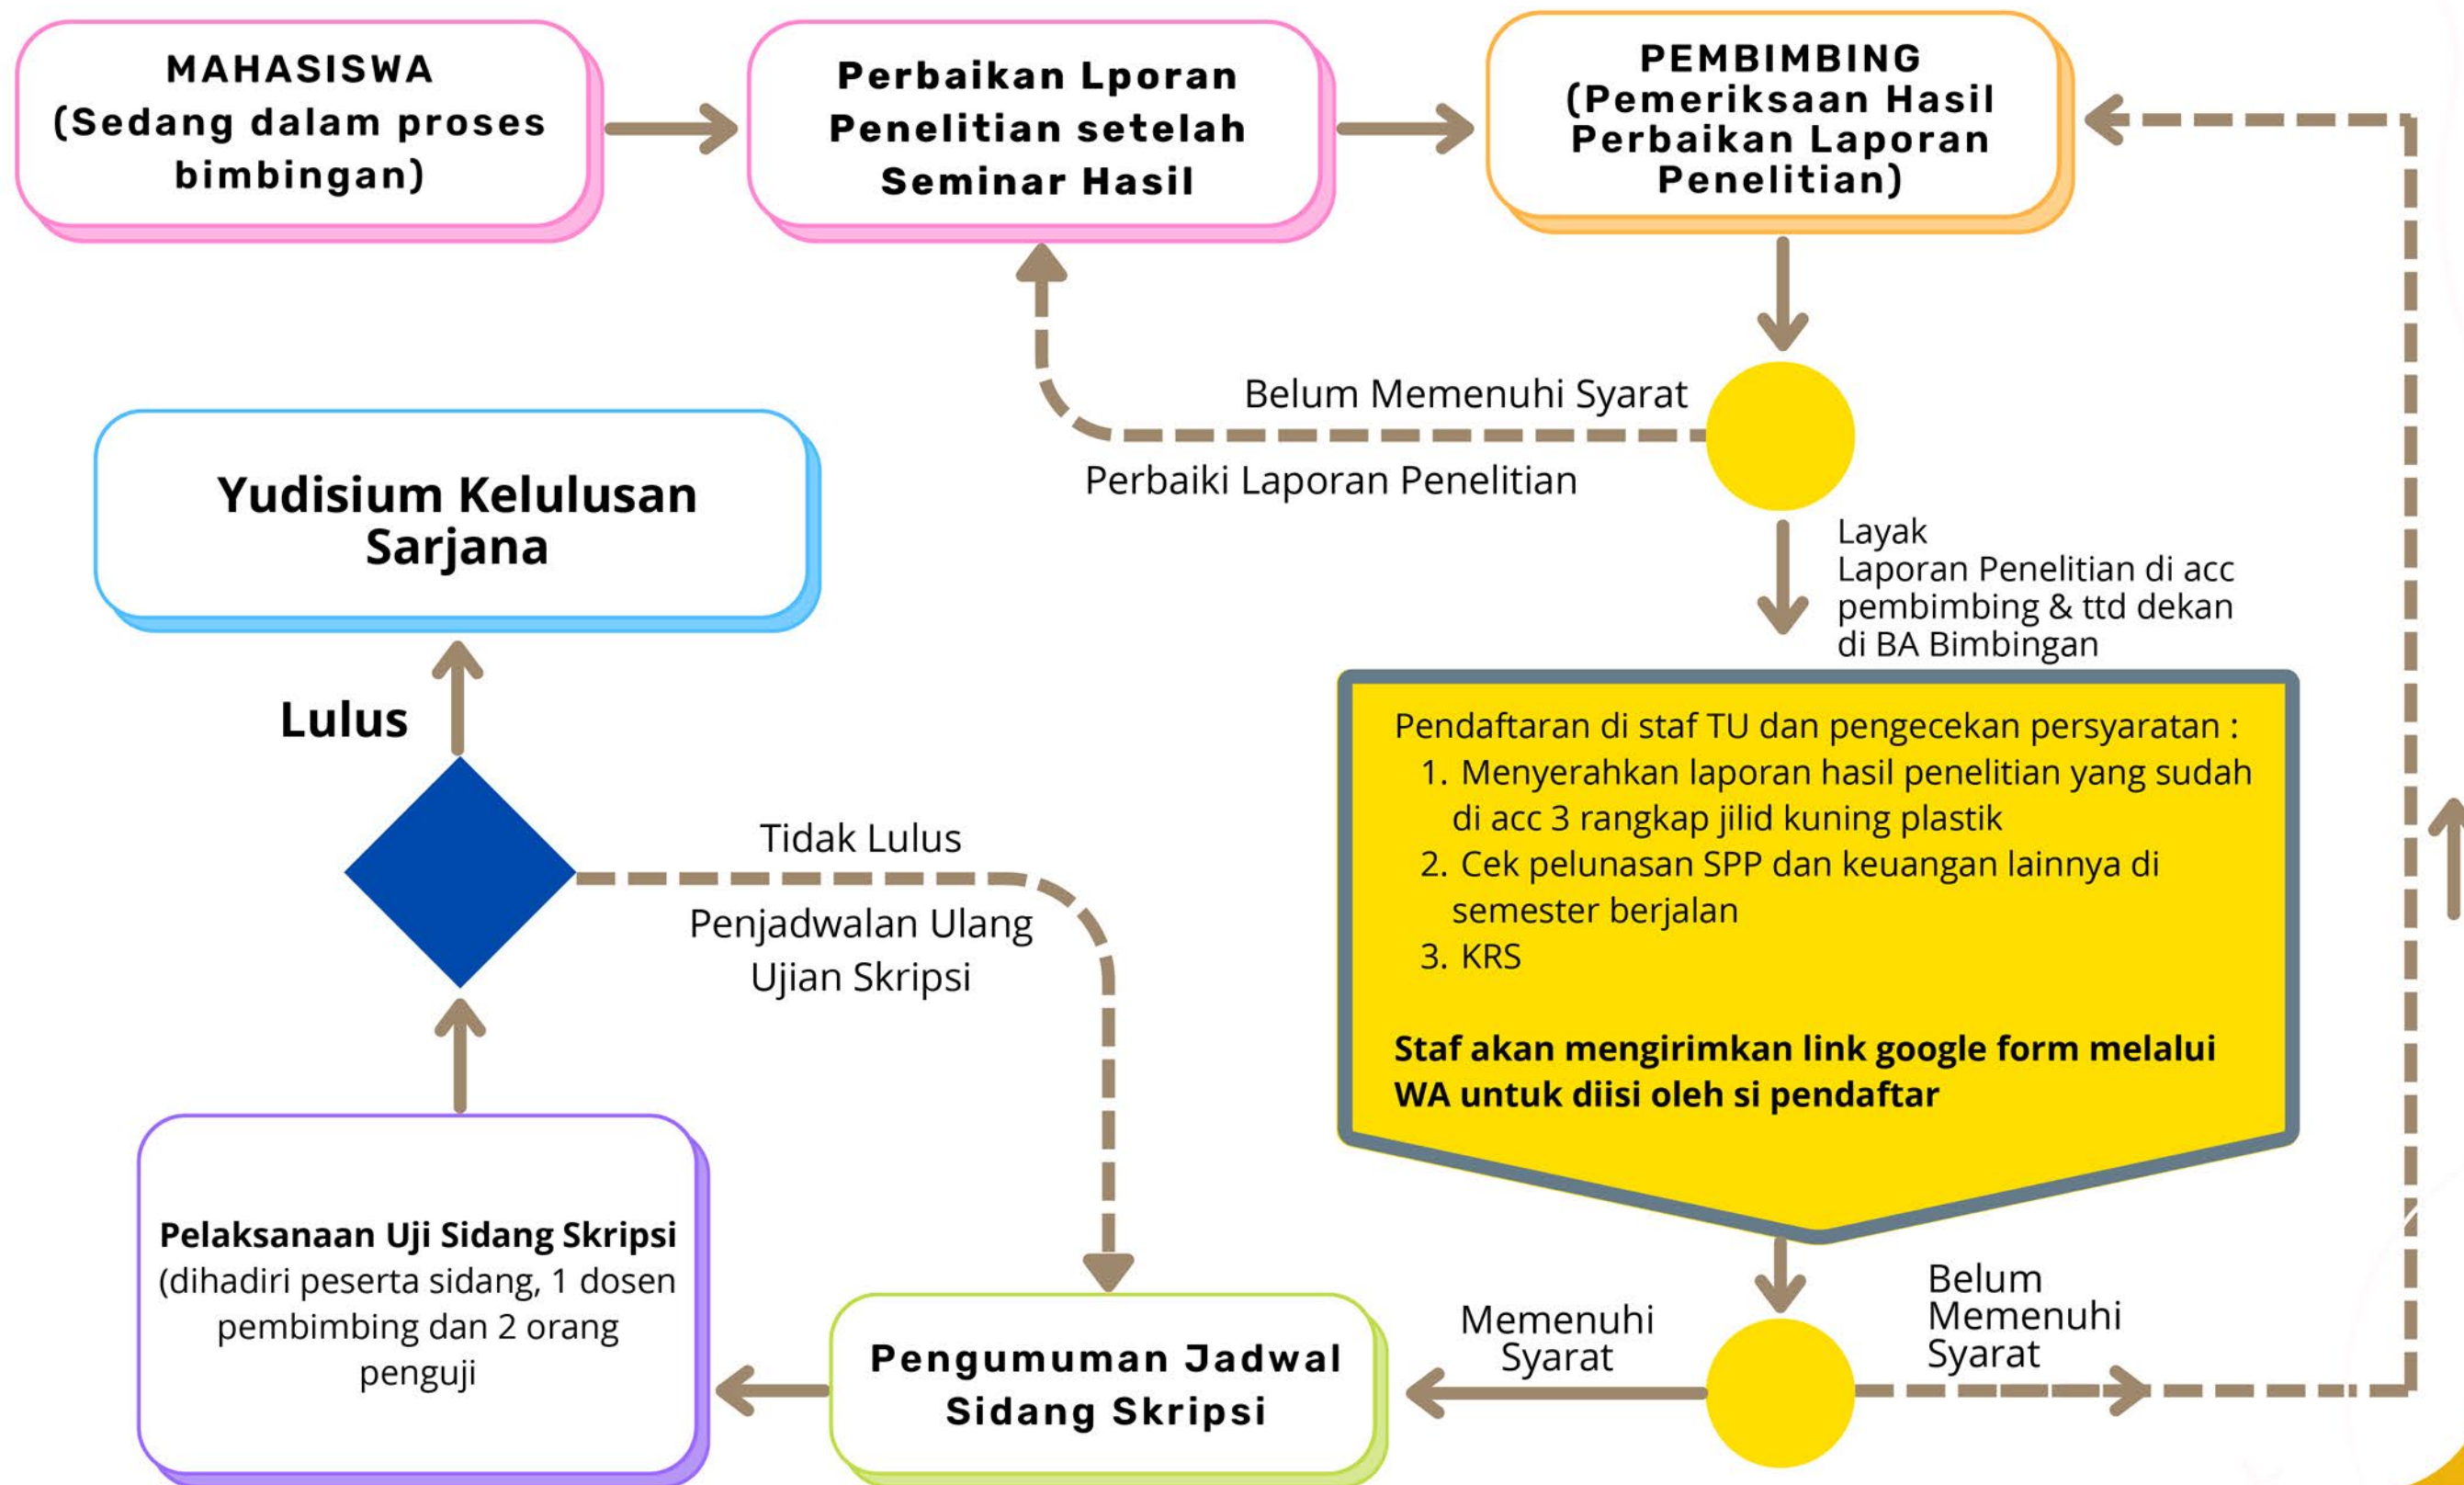 MAHASISWA
(Sedang dalam proses
bimbingan)
Perbaikan Lporan
Penelitian setelah
Seminar Hasil
PEMBIMBING
(Pemeriksaan Hasil
Perbaikan Laporan
Penelitian)
Belum Memenuhi Syarat
Perbaiki Laporan Penelitian
Layak
Laporan Penelitian di acc
pembimbing & ttd dekan
di BA Bimbingan
Pendaftaran di staf TU dan pengecekan persyaratan :
1. Menyerahkan laporan hasil penelitian yang sudah
di acc 3 rangkap jilid kuning plastik
2. Cek pelunasan SPP dan keuangan lainnya di
semester berjalan
3. KRS
Staf akan mengirimkan link google form melalui
WA untuk diisi oleh si pendaftar
Belum
Memenuhi
Syarat
Memenuhi
Syarat
Pengumuman Jadwal
Sidang Skripsi
Pelaksanaan Uji Sidang Skripsi
(dihadiri peserta sidang, 1 dosen
pembimbing dan 2 orang
penguji
Tidak Lulus
Penjadwalan Ulang
Ujian Skripsi
Lulus
Yudisium Kelulusan
Sarjana